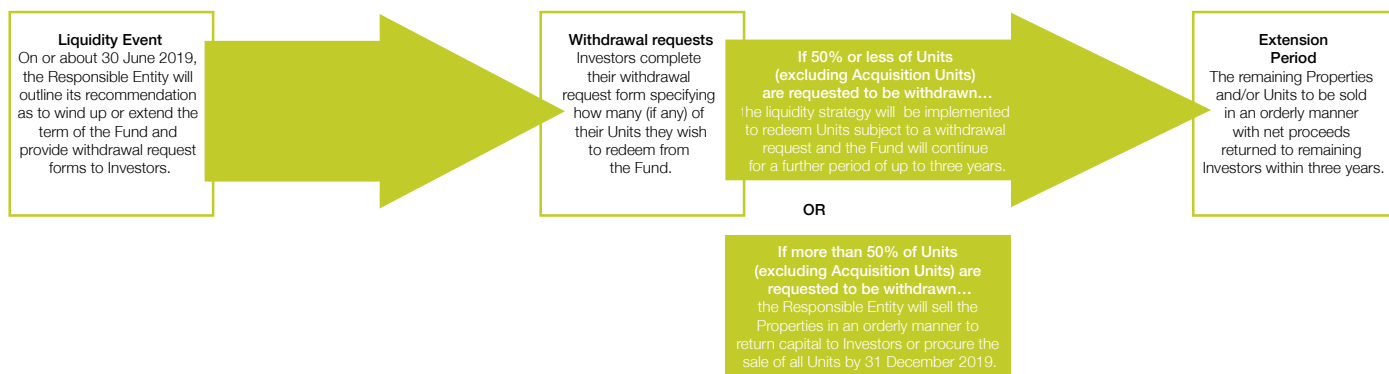 Liquidity Event
On or about 30 June 2019,
the Responsible Entity will
outline its recommendation
as to wind up or extend the
term of the Fund and
provide withdrawal request
forms to Investors.
Withdrawal requests
Investors complete
their withdrawal
request form specifying
how many (if any) of
their Units they wish
to redeem from
the Fund.
If 50% or less of Units
(excluding Acquisition Units)
are requested to be withdrawn…
the liquidity strategy will be implemented
to redeem Units subject to a withdrawal
request and the Fund will continue
for a further period of up to three years.
OR
If more than 50% of Units
(excluding Acquisition Units) are
requested to be withdrawn…
the Responsible Entity will sell the
Properties in an orderly manner to
return capital to Investors or procure the
sale of all Units by 31 December 2019.
Extension
Period
The remaining Properties
and/or Units to be sold
in an orderly manner
with net proceeds
returned to remaining
Investors within three years.